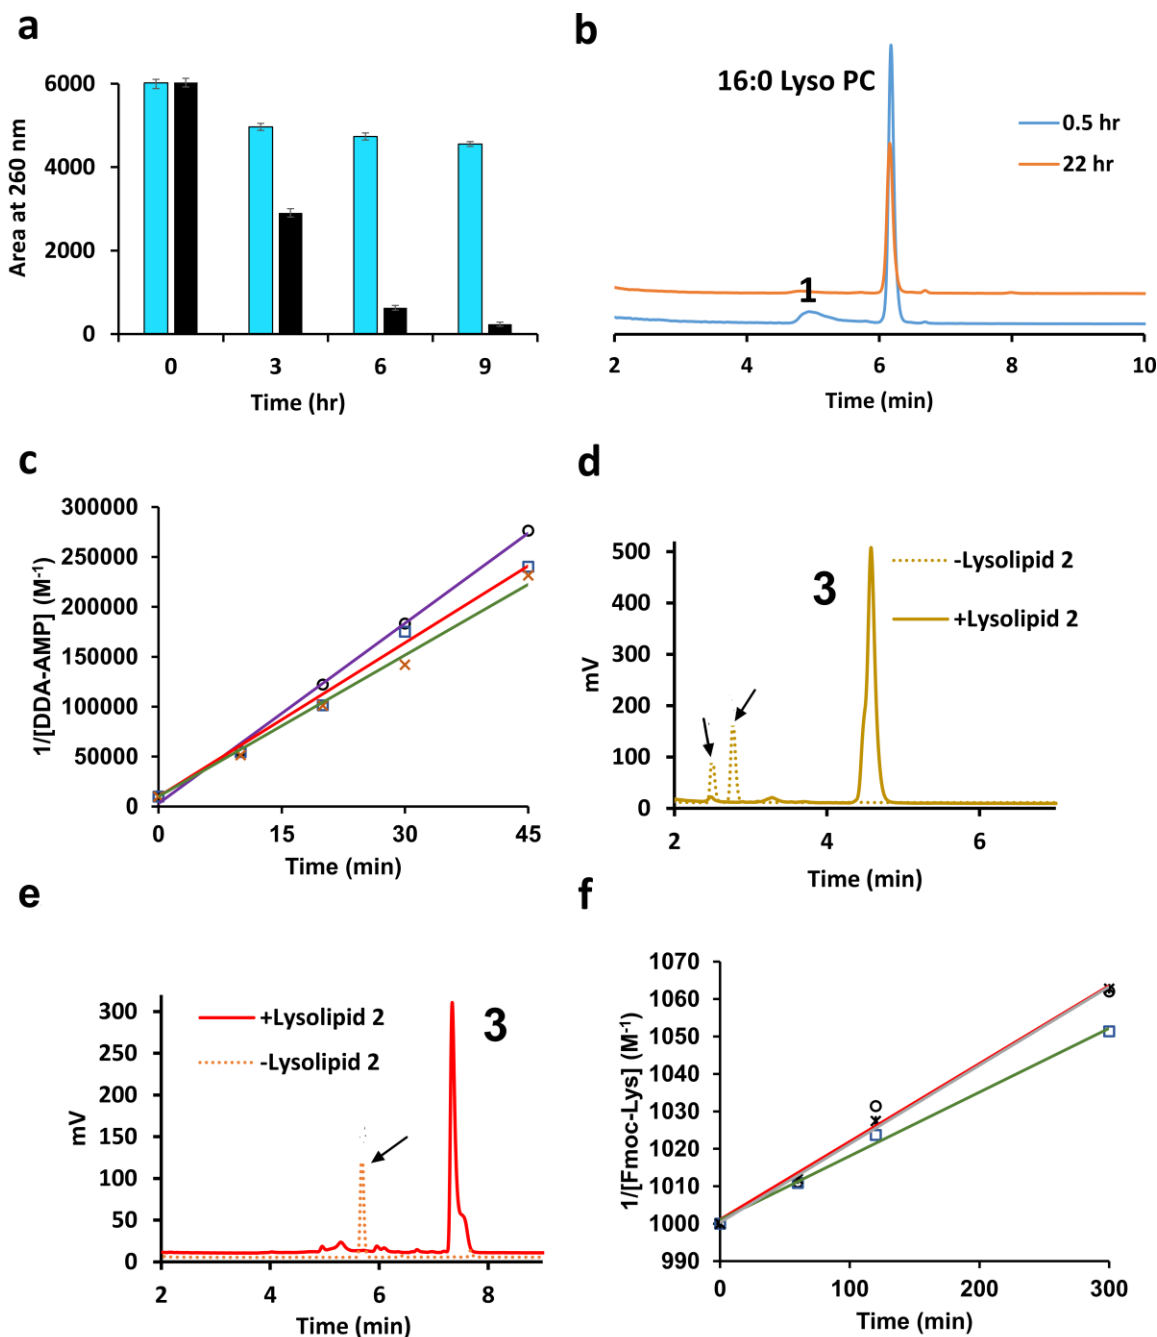 a
6000
4000
2000
0
Area at 260 nm
0 3 6 9
Time (hr)
b
16:0 Lyso PC
0.5 hr
22 hr
1
2 4 6 8 10
Time (min)
c
300000
250000
200000
150000
100000
50000
0
1/[DDA-AMP] (M⁻¹)
0 15 30 45
Time (min)
d
500
400
300
200
100
0
mV
3
-Lysolipid 2
+Lysolipid 2
2 4 6
Time (min)
e
300
250
200
150
100
50
0
mV
+Lysolipid 2
-Lysolipid 2
3
2 4 6 8
Time (min)
f
1070
1060
1050
1040
1030
1020
1010
1000
990
1/[Fmoc-Lys] (M⁻¹)
0 100 200 300
Time (min)